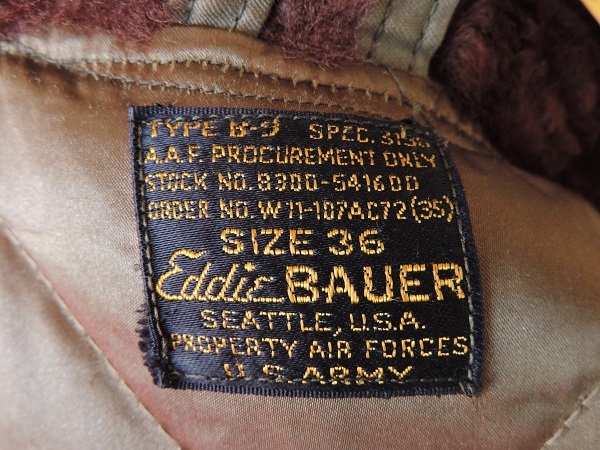 TYPE B-9 SPEC. 3156
A.A.F. PROCUREMENT ONLY
STOCK NO. 8300-541600
ORDER NO. W11-107AC72 (35)
SIZE 36
Eddie BAUER
SEATTLE, U.S.A.
PROPERTY AIR FORCES
U.S. ARMY